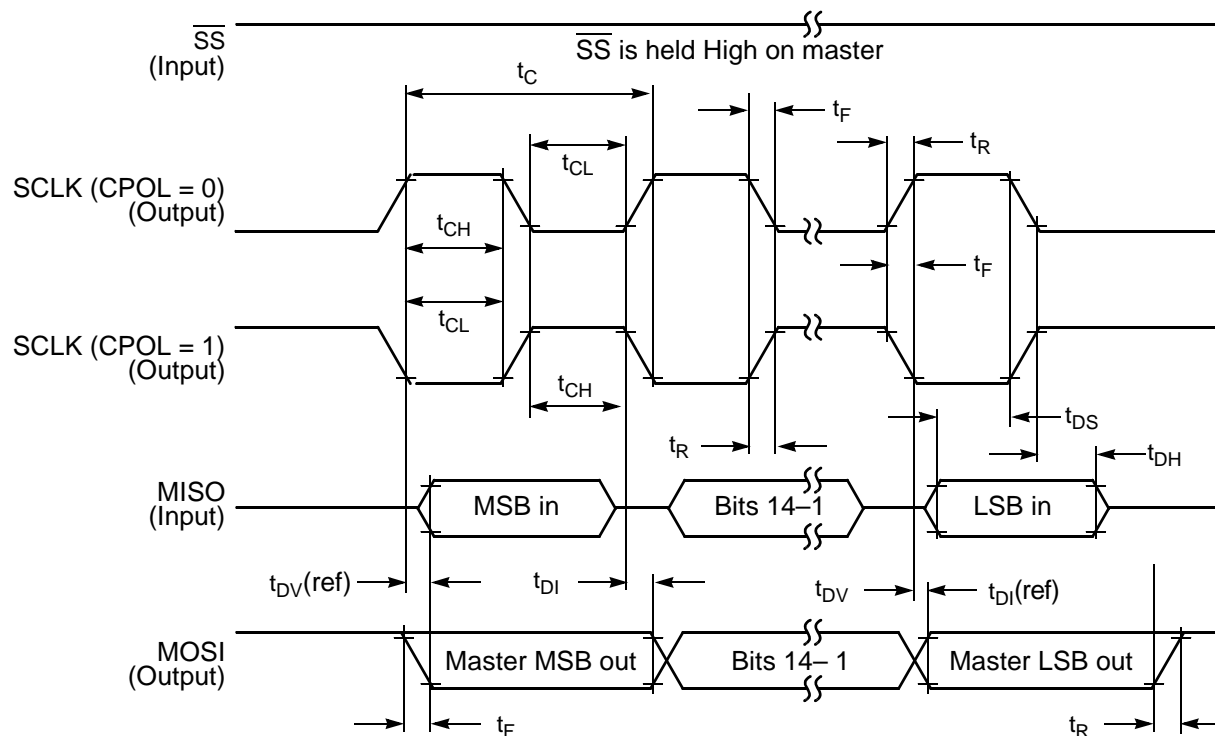 SS
(Input)
SS is held High on master
tC
tF
tR
tCL
SCLK (CPOL = 0)
(Output)
tCH
tF
tCL
SCLK (CPOL = 1)
(Output)
tCH
tDS
tR
tDH
MISO
(Input)
MSB in
Bits 14–1
LSB in
tDV(ref)
tDI
tDV
tDI(ref)
MOSI
(Output)
Master MSB out
Bits 14– 1
Master LSB out
tF
tR